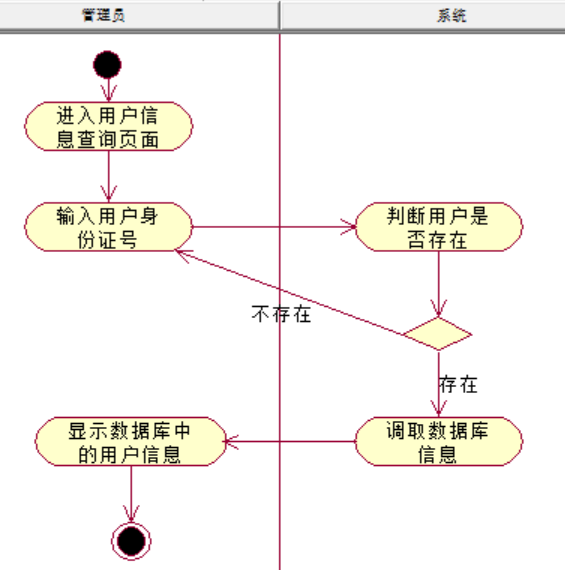 管理员
系统
进入用户信
息查询页面
输入用户身
份证号
判断用户是
否存在
不存在
存在
显示数据库中
的用户信息
调取数据库
信息